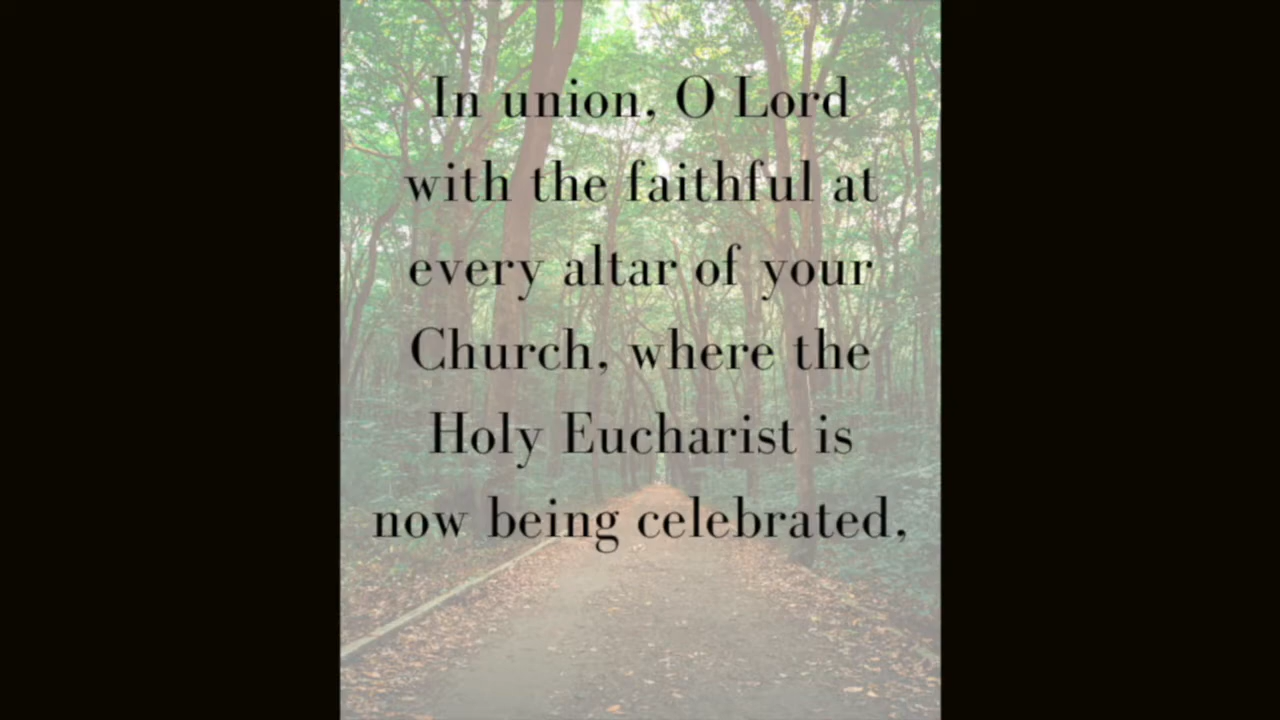 In union, O Lord
with the faithful at
every altar of your
Church, where the
Holy Eucharist is
now being celebrated,